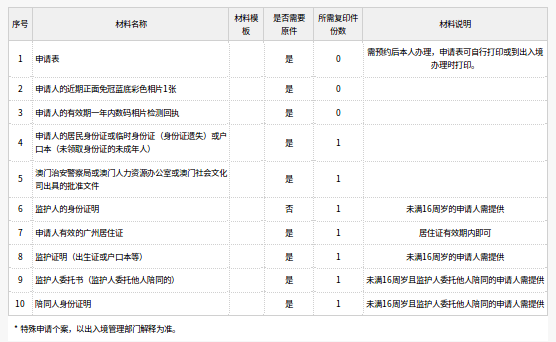 序号 材料名称 材料模板 是否需要原件 所需复印件份数 材料说明
1 申请表 是 0 需预约后本人办理，申请表可自行打印或到出入境办理时打印。
2 申请人的近期正面免冠蓝底彩色相片1张 是 0
3 申请人的有效期一年内数码相片检测回执 是 0
4 申请人的居民身份证或临时身份证（身份证遗失）或户口本（未领取身份证的未成年人） 是 1
5 澳门治安警察局或澳门人力资源办公室或澳门社会文化司出具的批准文件 是 1
6 监护人的身份证明 否 1 未满16周岁的申请人需提供
7 申请人有效的广州居住证 是 1 居住证有效期内即可
8 监护证明（出生证或户口本等） 是 1 未满16周岁的申请人需提供
9 监护人委托书（监护人委托他人陪同的） 是 1 未满16周岁且监护人委托他人陪同的申请人需提供
10 陪同人身份证明 是 1 未满16周岁且监护人委托他人陪同的申请人需提供
* 特殊申请个案，以出入境管理部门解释为准。